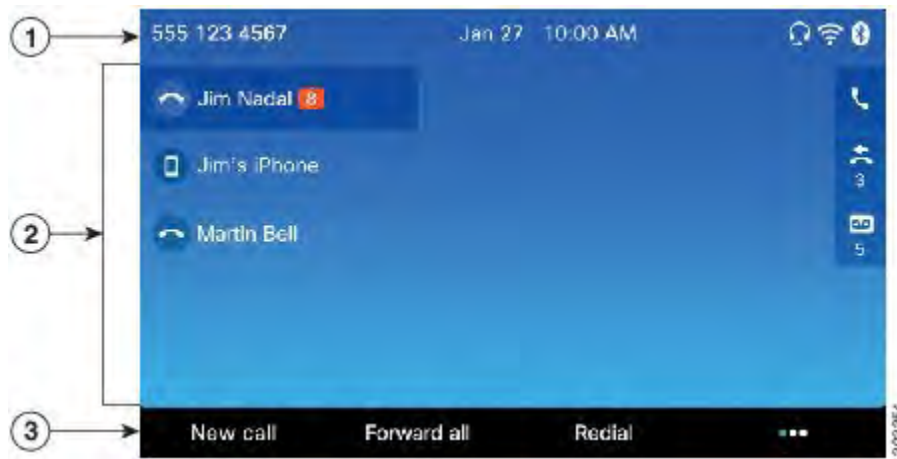 1
555 123 4567 Jan 27 10:00 AM
Jim Nadal 8
Jim's iPhone
3
2
Martin Bell
5
3
New call Forward all Redial